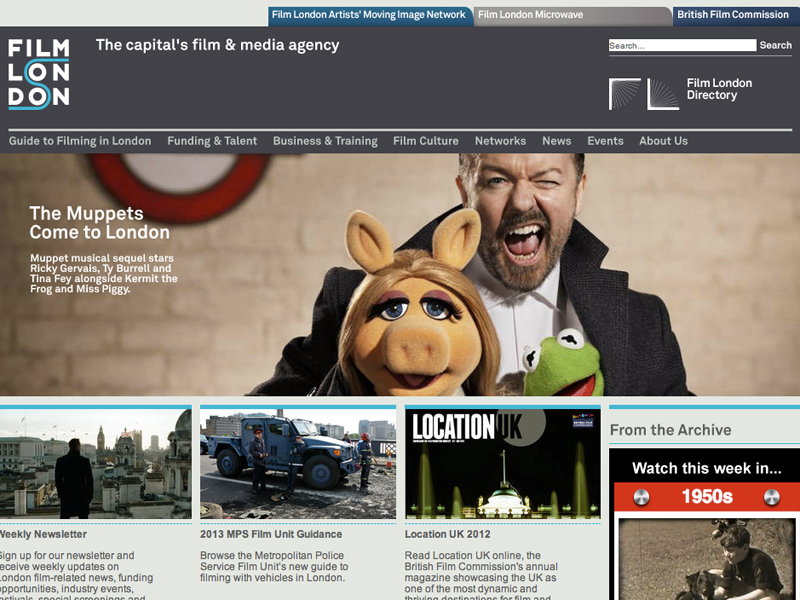 Film London Artists' Moving Image Network
Film London Microwave
British Film Commission
FILM
LON
DON
The capital's film & media agency
Search...
Search
Film London
Directory
Guide to Filming in London
Funding & Talent
Business & Training
Film Culture
Networks
News
Events
About Us
The Muppets
Come to London
Muppet musical sequel stars
Ricky Gervais, Ty Burrell and
Tina Fey alongside Kermit the
Frog and Miss Piggy.
Weekly Newsletter
Sign up for our newsletter and
receive weekly updates on
London film-related news, funding
opportunities, industry events,
festivals, special screenings and
2013 MPS Film Unit Guidance
Browse the Metropolitan Police
Service Film Unit's new guide to
filming with vehicles in London.
LOCATION UK
Location UK 2012
Read Location UK online, the
British Film Commission's annual
magazine showcasing the UK as
one of the most dynamic and
thriving destinations for film and
From the Archive
Watch this week in...
1950s